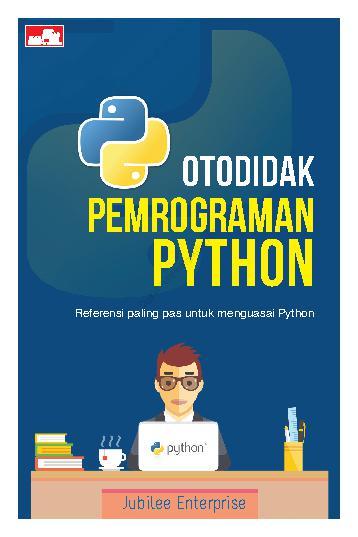 OTODIDAK
PEMROGRAMAN
PYTHON
Referensi paling pas untuk menguasai Python
python
Jubilee Enterprise